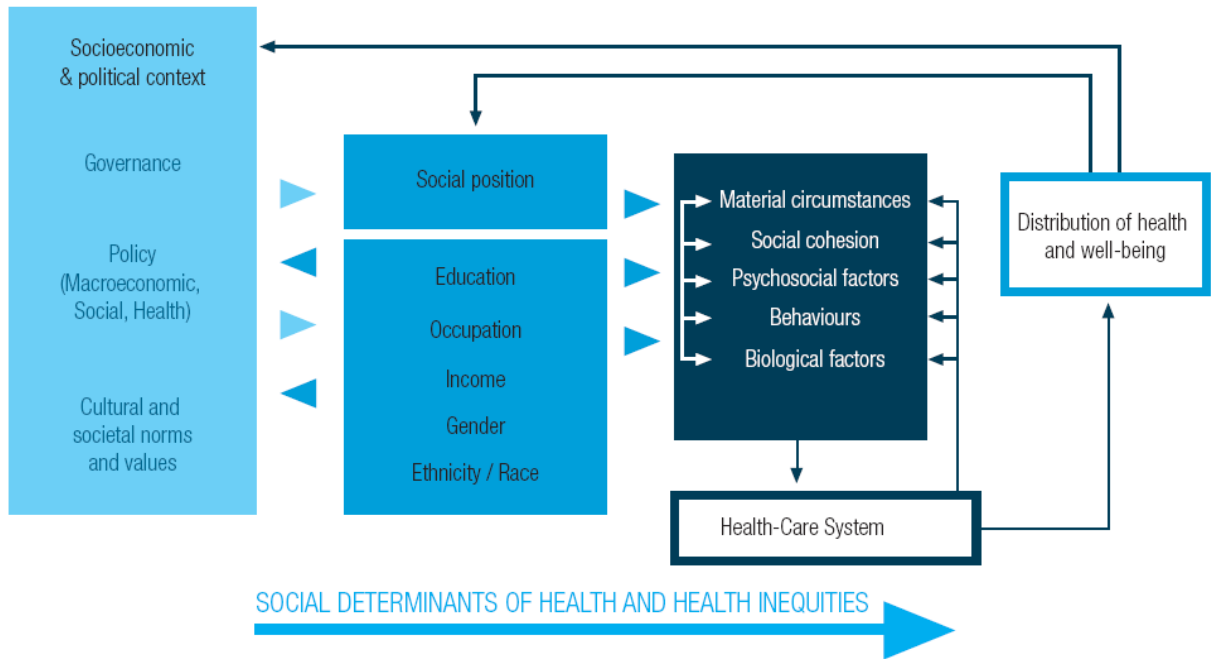 Socioeconomic
& political context
Governance
Policy
(Macroeconomic,
Social, Health)
Cultural and
societal norms
and values
Social position
Education
Occupation
Income
Gender
Ethnicity / Race
Material circumstances
Social cohesion
Psychosocial factors
Behaviours
Biological factors
Health-Care System
Distribution of health
and well-being
SOCIAL DETERMINANTS OF HEALTH AND HEALTH INEQUITIES